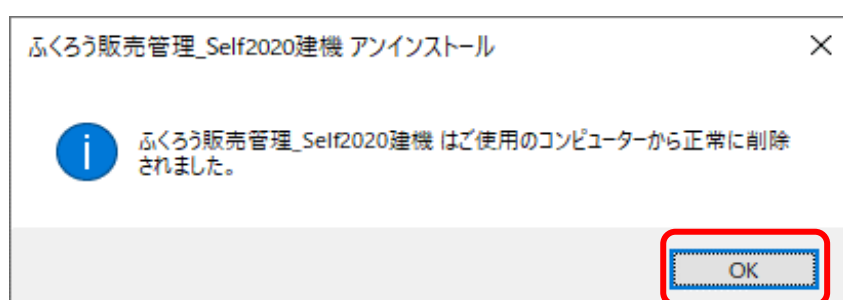 ふくろう販売管理_Self2020建機 アンインストール
ふくろう販売管理_Self2020建機 はご使用のコンピューターから正常に削除
されました。
OK